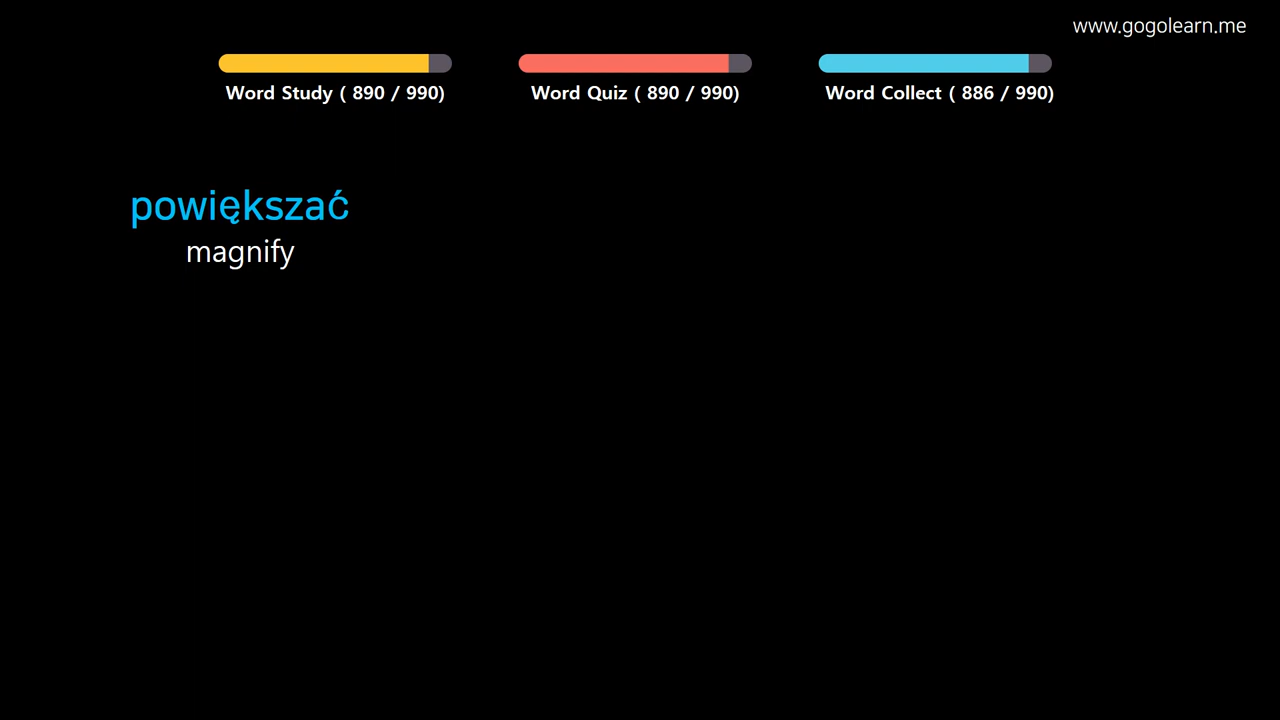 www.gogolearn.me
Word Study ( 890 / 990)
Word Quiz ( 890 / 990)
Word Collect ( 886 / 990)
powiększać
magnify